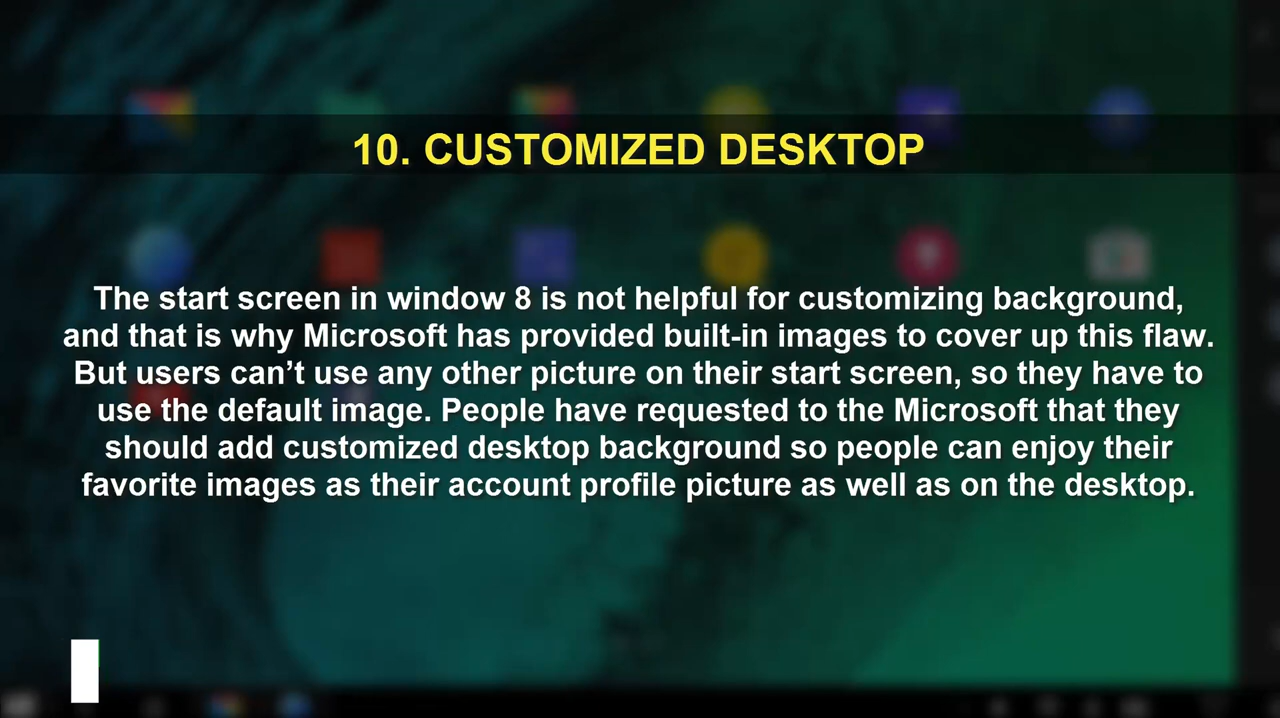 10. CUSTOMIZED DESKTOP
The start screen in window 8 is not helpful for customizing background,
and that is why Microsoft has provided built-in images to cover up this flaw.
But users can’t use any other picture on their start screen, so they have to
use the default image. People have requested to the Microsoft that they
should add customized desktop background so people can enjoy their
favorite images as their account profile picture as well as on the desktop.